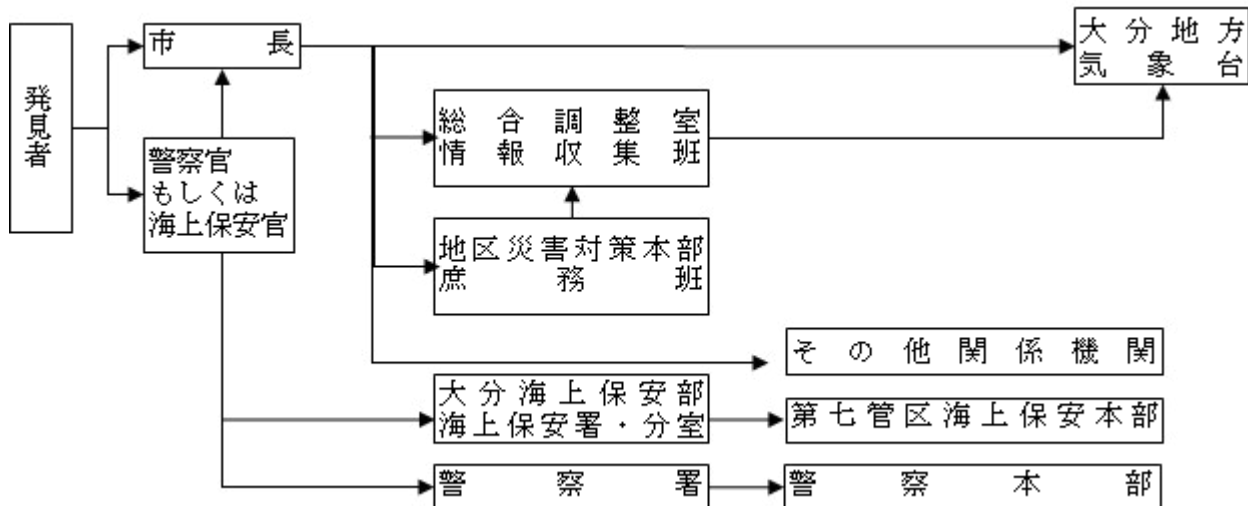 発見者
市長
大分地方
気象台
総合調整室
情報収集班
警察官
もしくは
海上保安官
地区災害対策本部
庶務班
その他関係機関
大分海上保安部
海上保安署・分室
第七管区海上保安本部
警察署
警察本部